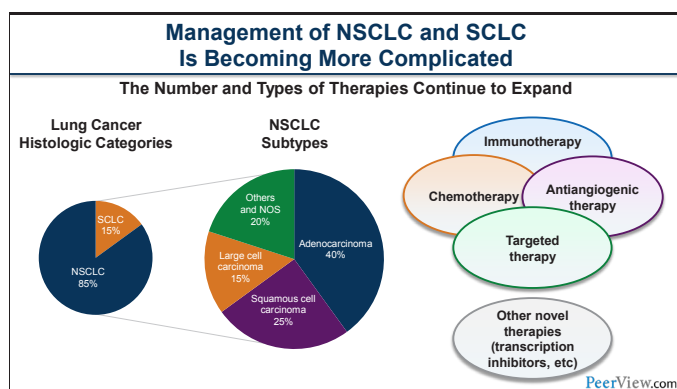 Management of NSCLC and SCLC
Is Becoming More Complicated
The Number and Types of Therapies Continue to Expand
Lung Cancer
Histologic Categories
SCLC
15%
NSCLC
85%
NSCLC
Subtypes
Others
and NOS
20%
Adenocarcinoma
40%
Large cell
carcinoma
15%
Squamous cell
carcinoma
25%
Immunotherapy
Chemotherapy
Antiangiogenic
therapy
Targeted
therapy
Other novel
therapies
(transcription
inhibitors, etc)
PeerView.com